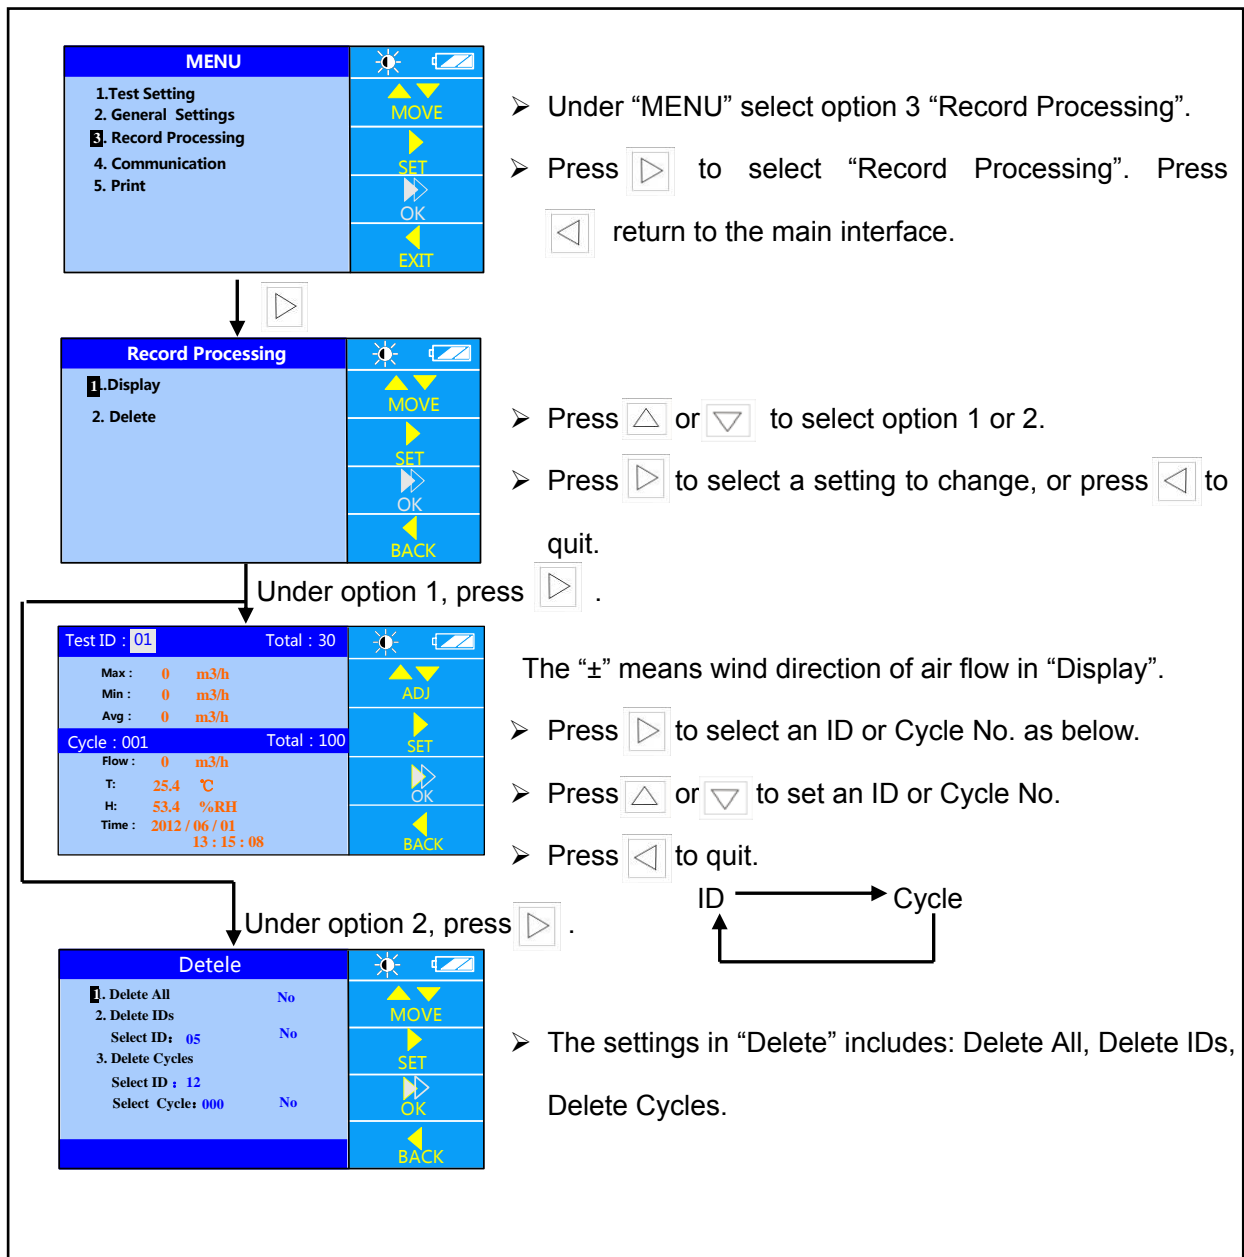 MENU
1.Test Setting
2. General Settings
3. Record Processing
4. Communication
5. Print
MOVE
SET
OK
EXIT
➢ Under “MENU” select option 3 “Record Processing”.
➢ Press to select “Record Processing”. Press
return to the main interface.
Record Processing
1..Display
2. Delete
MOVE
SET
OK
BACK
➢ Press or to select option 1 or 2.
➢ Press to select a setting to change, or press to
quit.
Under option 1, press .
Test ID : 01 Total : 30
Max : 0 m3/h
Min : 0 m3/h
Avg : 0 m3/h
Cycle : 001 Total : 100
Flow : 0 m3/h
T: 25.4 ℃
H: 53.4 %RH
Time : 2012 / 06 / 01
13 : 15 : 08
ADJ
SET
OK
BACK
The “±” means wind direction of air flow in “Display”.
➢ Press to select an ID or Cycle No. as below.
➢ Press or to set an ID or Cycle No.
➢ Press to quit.
ID Cycle
Under option 2, press .
Detele
1. Delete All No
2. Delete IDs
Select ID： 05 No
3. Delete Cycles
Select ID ：12
Select Cycle：000 No
MOVE
SET
OK
BACK
➢ The settings in “Delete” includes: Delete All, Delete IDs,
Delete Cycles.